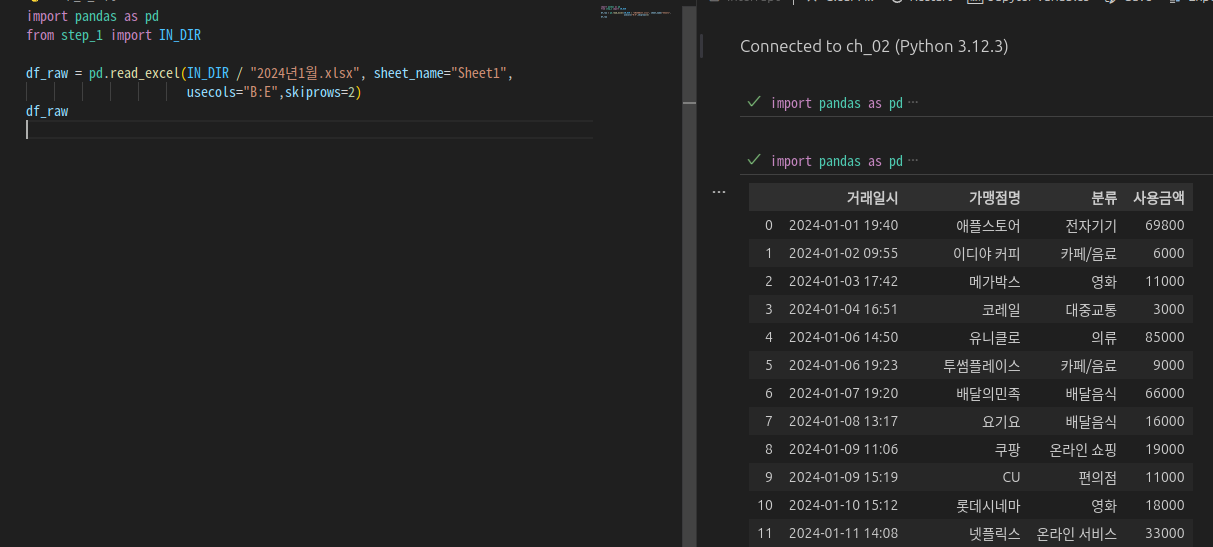 import pandas as pd
from step_1 import IN_DIR
df_raw = pd.read_excel(IN_DIR / "2024년1월.xlsx", sheet_name="Sheet1",
usecols="B:E",skiprows=2)
df_raw
Connected to ch_02 (Python 3.12.3)
import pandas as pd ···
import pandas as pd ···
거래일시 가맹점명 분류 사용금액
0 2024-01-01 19:40 애플스토어 전자기기 69800
1 2024-01-02 09:55 이디야 커피 카페/음료 6000
2 2024-01-03 17:42 메가박스 영화 11000
3 2024-01-04 16:51 코레일 대중교통 3000
4 2024-01-06 14:50 유니클로 의류 85000
5 2024-01-06 19:23 투썸플레이스 카페/음료 9000
6 2024-01-07 19:20 배달의민족 배달음식 66000
7 2024-01-08 13:17 요기요 배달음식 16000
8 2024-01-09 11:06 쿠팡 온라인 쇼핑 19000
9 2024-01-09 15:19 CU 편의점 11000
10 2024-01-10 15:12 롯데시네마 영화 18000
11 2024-01-11 14:08 넷플릭스 온라인 서비스 33000